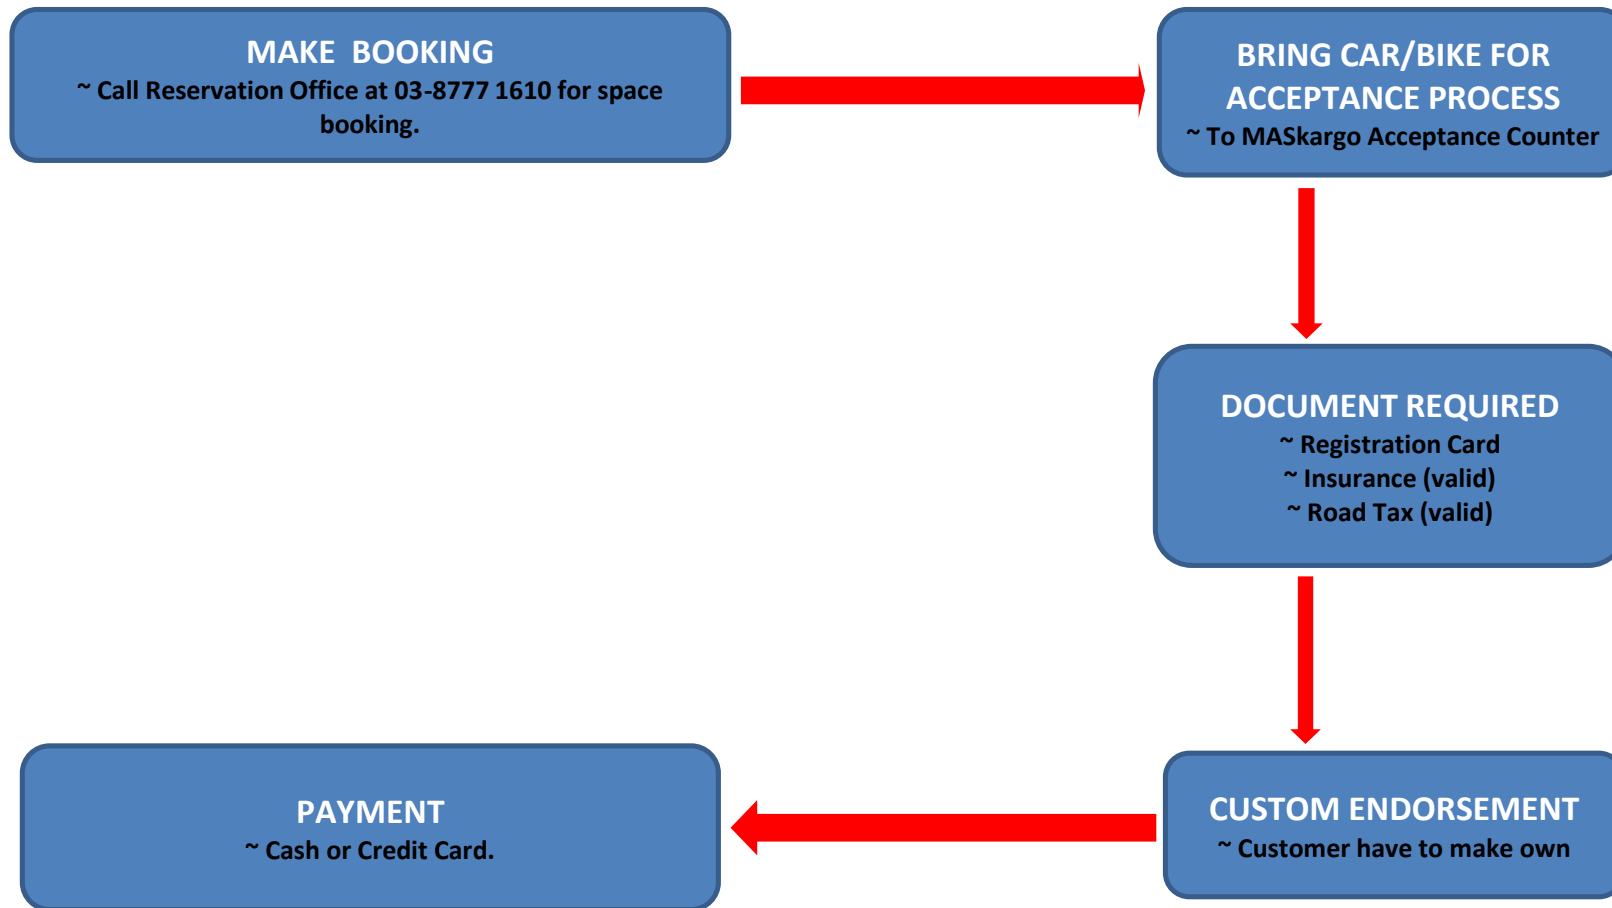 MAKE  BOOKING
~ Call Reservation Office at 03-8777 1610 for space
booking.
BRING CAR/BIKE FOR
ACCEPTANCE PROCESS
~ To MASkargo Acceptance Counter
DOCUMENT REQUIRED
~ Registration Card
~ Insurance (valid)
~ Road Tax (valid)
CUSTOM ENDORSEMENT
~ Customer have to make own
PAYMENT
~ Cash or Credit Card.